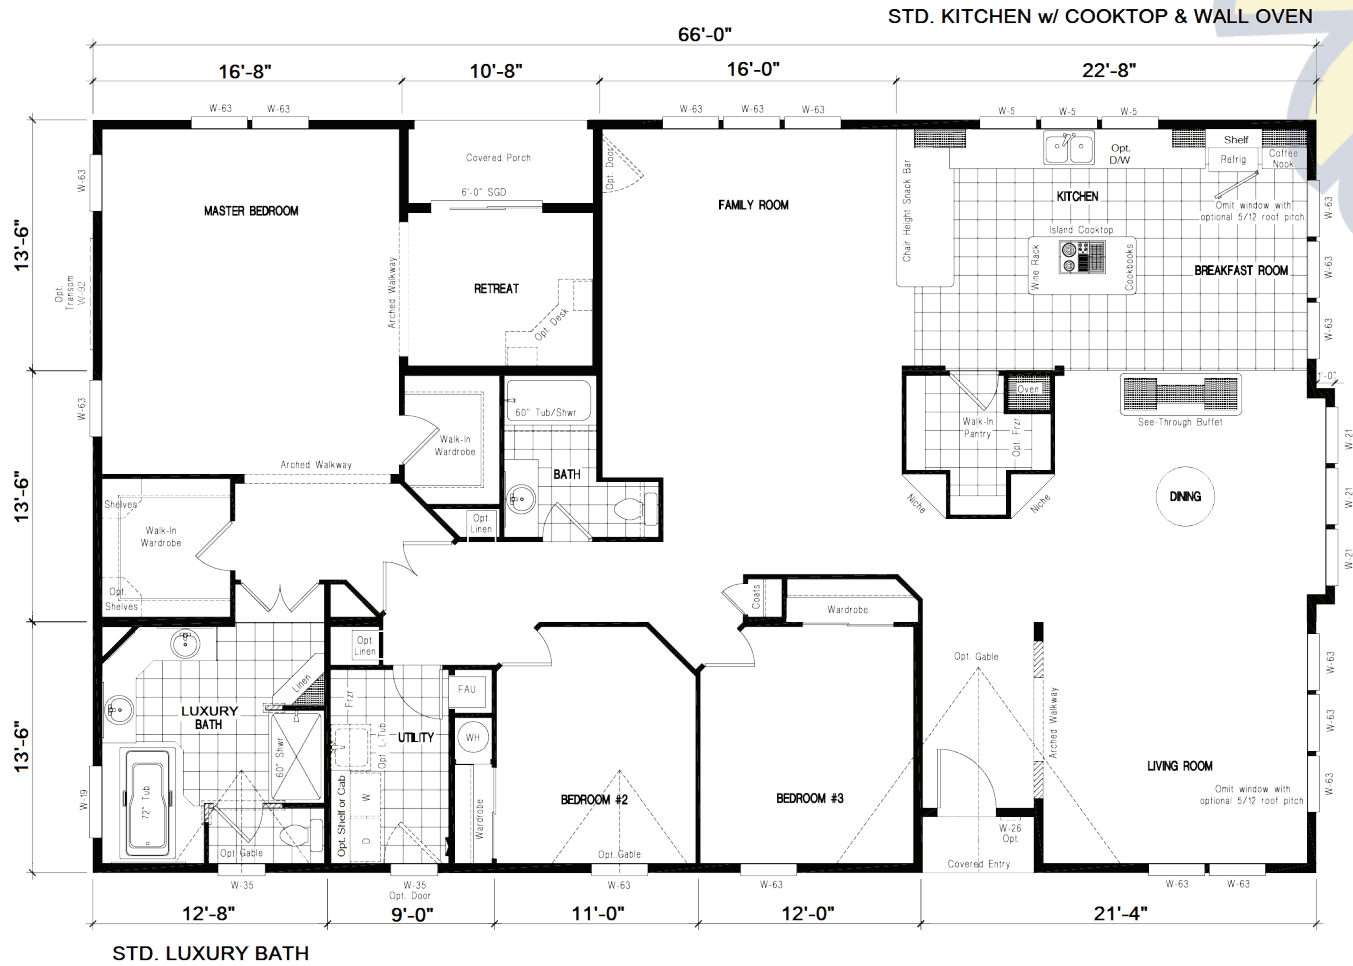 STD. KITCHEN w/ COOKTOP & WALL OVEN
66'-0"
16'-8"
10'-8"
16'-0"
22'-8"
W-63
W-63
W-63
W-63
W-63
W-5
W-5
W-5
Covered Porch
6'-0" SGD
Opt. Door
Opt.
D/W
Shelf
Refrig
Coffee
Nook
W-63
MASTER BEDROOM
FAMILY ROOM
Chair Height Snack Bar
KITCHEN
Omit window with
optional 5/12 roof pitch.
W-63
13'-6"
Opt.
Transom
W-92
Arched Walkway
RETREAT
Opt. Desk
Island Cooktop
Wine Rack
Cookbooks
BREAKFAST ROOM
W-63
W-63
1'-0"
W-63
13'-6"
60" Tub/Shwr
Walk-In
Wardrobe
BATH
Oven
Walk-In
Pantry
Opt. Frzr
See-Through Buffet
W-21
Arched Walkway
Shelves
Walk-In
Wardrobe
Opt.
Linen
Niche
Niche
DINING
W-21
W-21
Opt.
Shelves
Coats
Wardrobe
Opt.
Linen
13'-6"
Linen
LUXURY
BATH
Frzr
FAU
Opt. Gable
Arched Walkway
W-63
W-63
W-63
W-19
72" Tub
60" Shwr
UTILITY
Opt L-Tub
WH
Opt. Shelf or Cab
W
D
Wardrobe
BEDROOM #2
BEDROOM #3
LIVING ROOM
Omit window with
optional 5/12 roof pitch
W-26
Opt.
Opt Gable
Opt. Gable
Covered Entry
W-35
W-35
Opt. Door
W-63
W-63
W-63
W-63
12'-8"
9'-0"
11'-0"
12'-0"
21'-4"
STD. LUXURY BATH